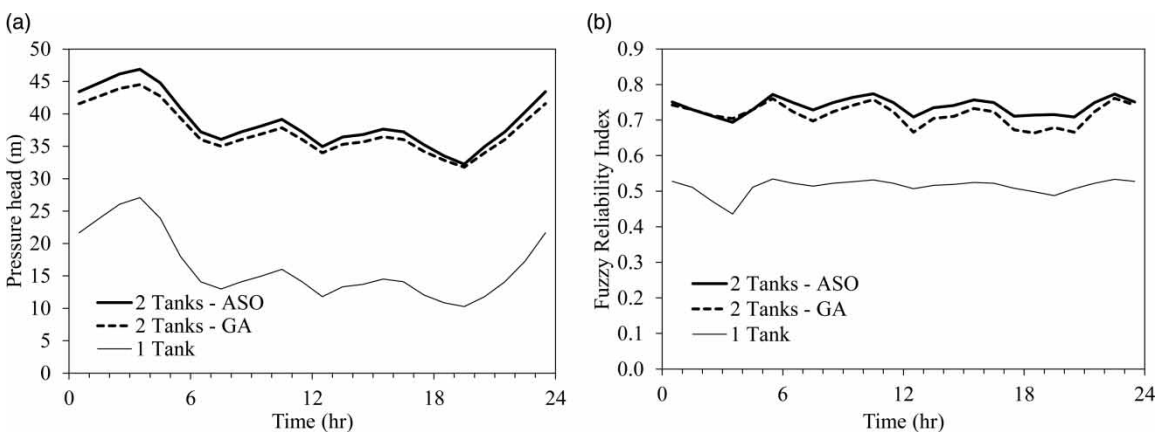 (a)
50
45
40
35
30
25
20
15
10
5
0
Pressure head (m)
2 Tanks - ASO
2 Tanks - GA
1 Tank
0 6 12 18 24
Time (hr)
(b)
0.9
0.8
0.7
0.6
0.5
0.4
0.3
0.2
0.1
0.0
Fuzzy Reliability Index
2 Tanks - ASO
2 Tanks - GA
1 Tank
0 6 12 18 24
Time (hr)